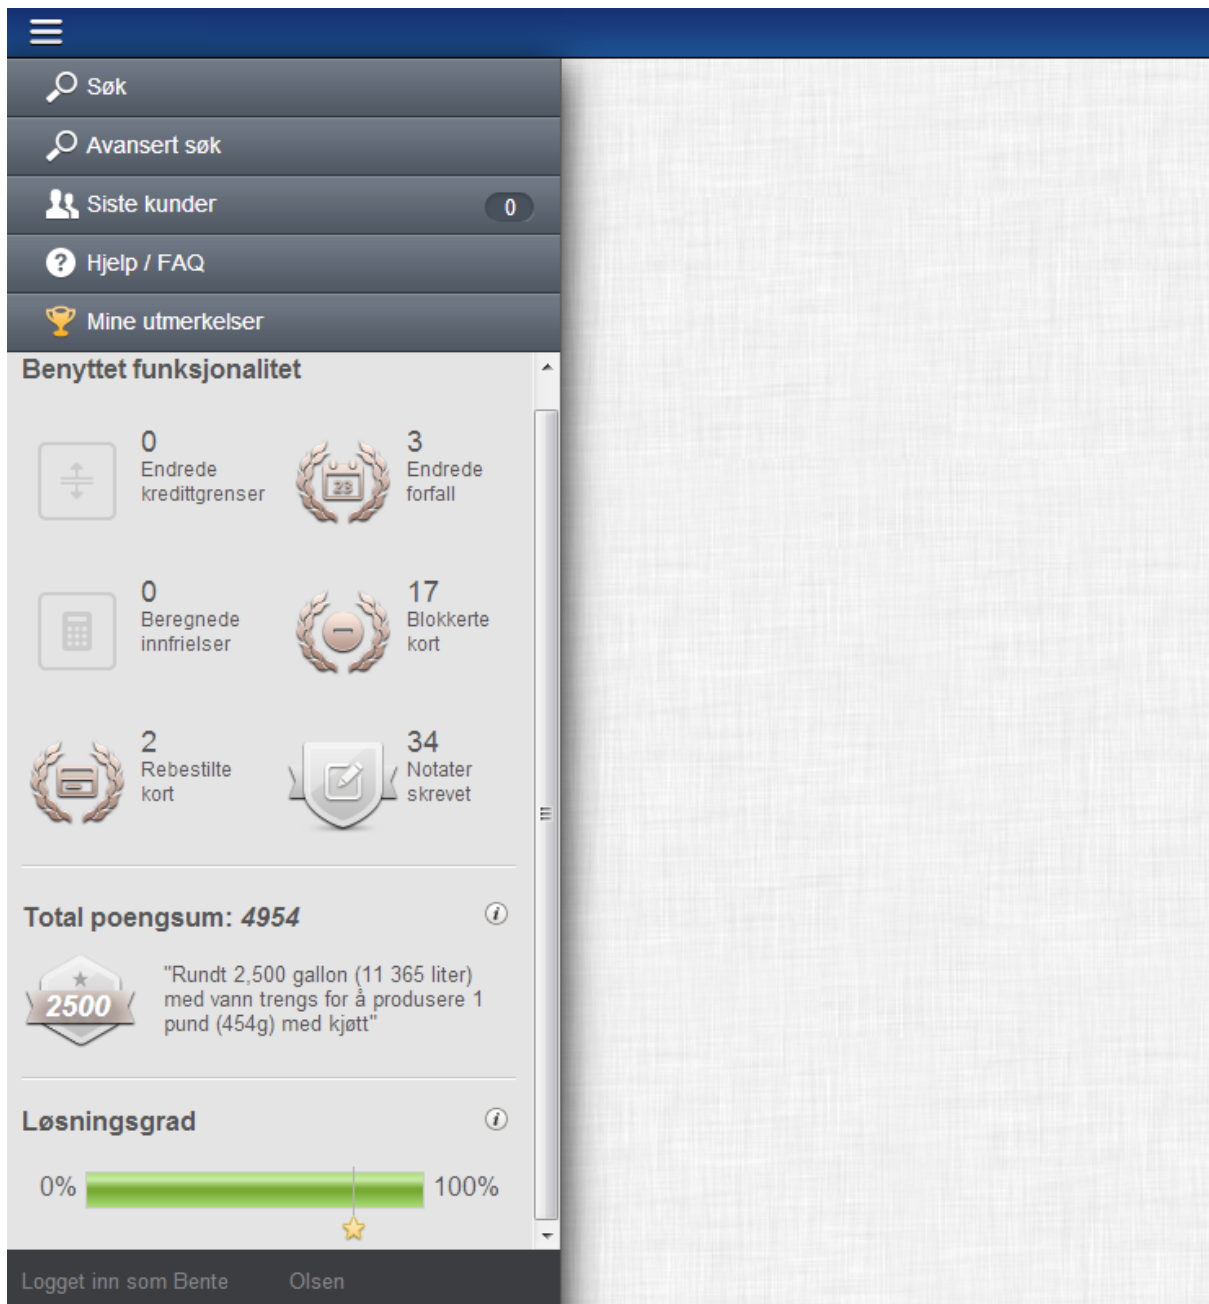 Søk
Avansert søk
Siste kunder 0
Hjelp / FAQ
Mine utmerkelser
Benyttet funksjonalitet
0
Endrede
kredittgrenser
3
Endrede
forfall
23
0
Beregnede
innfrielser
17
Blokkerte
kort
2
Rebestilte
kort
34
Notater
skrevet
Total poengsum: 4954
2500
"Rundt 2,500 gallon (11 365 liter)
med vann trengs for å produsere 1
pund (454g) med kjøtt"
Løsningsgrad
0% 100%
Logget inn som Bente Olsen